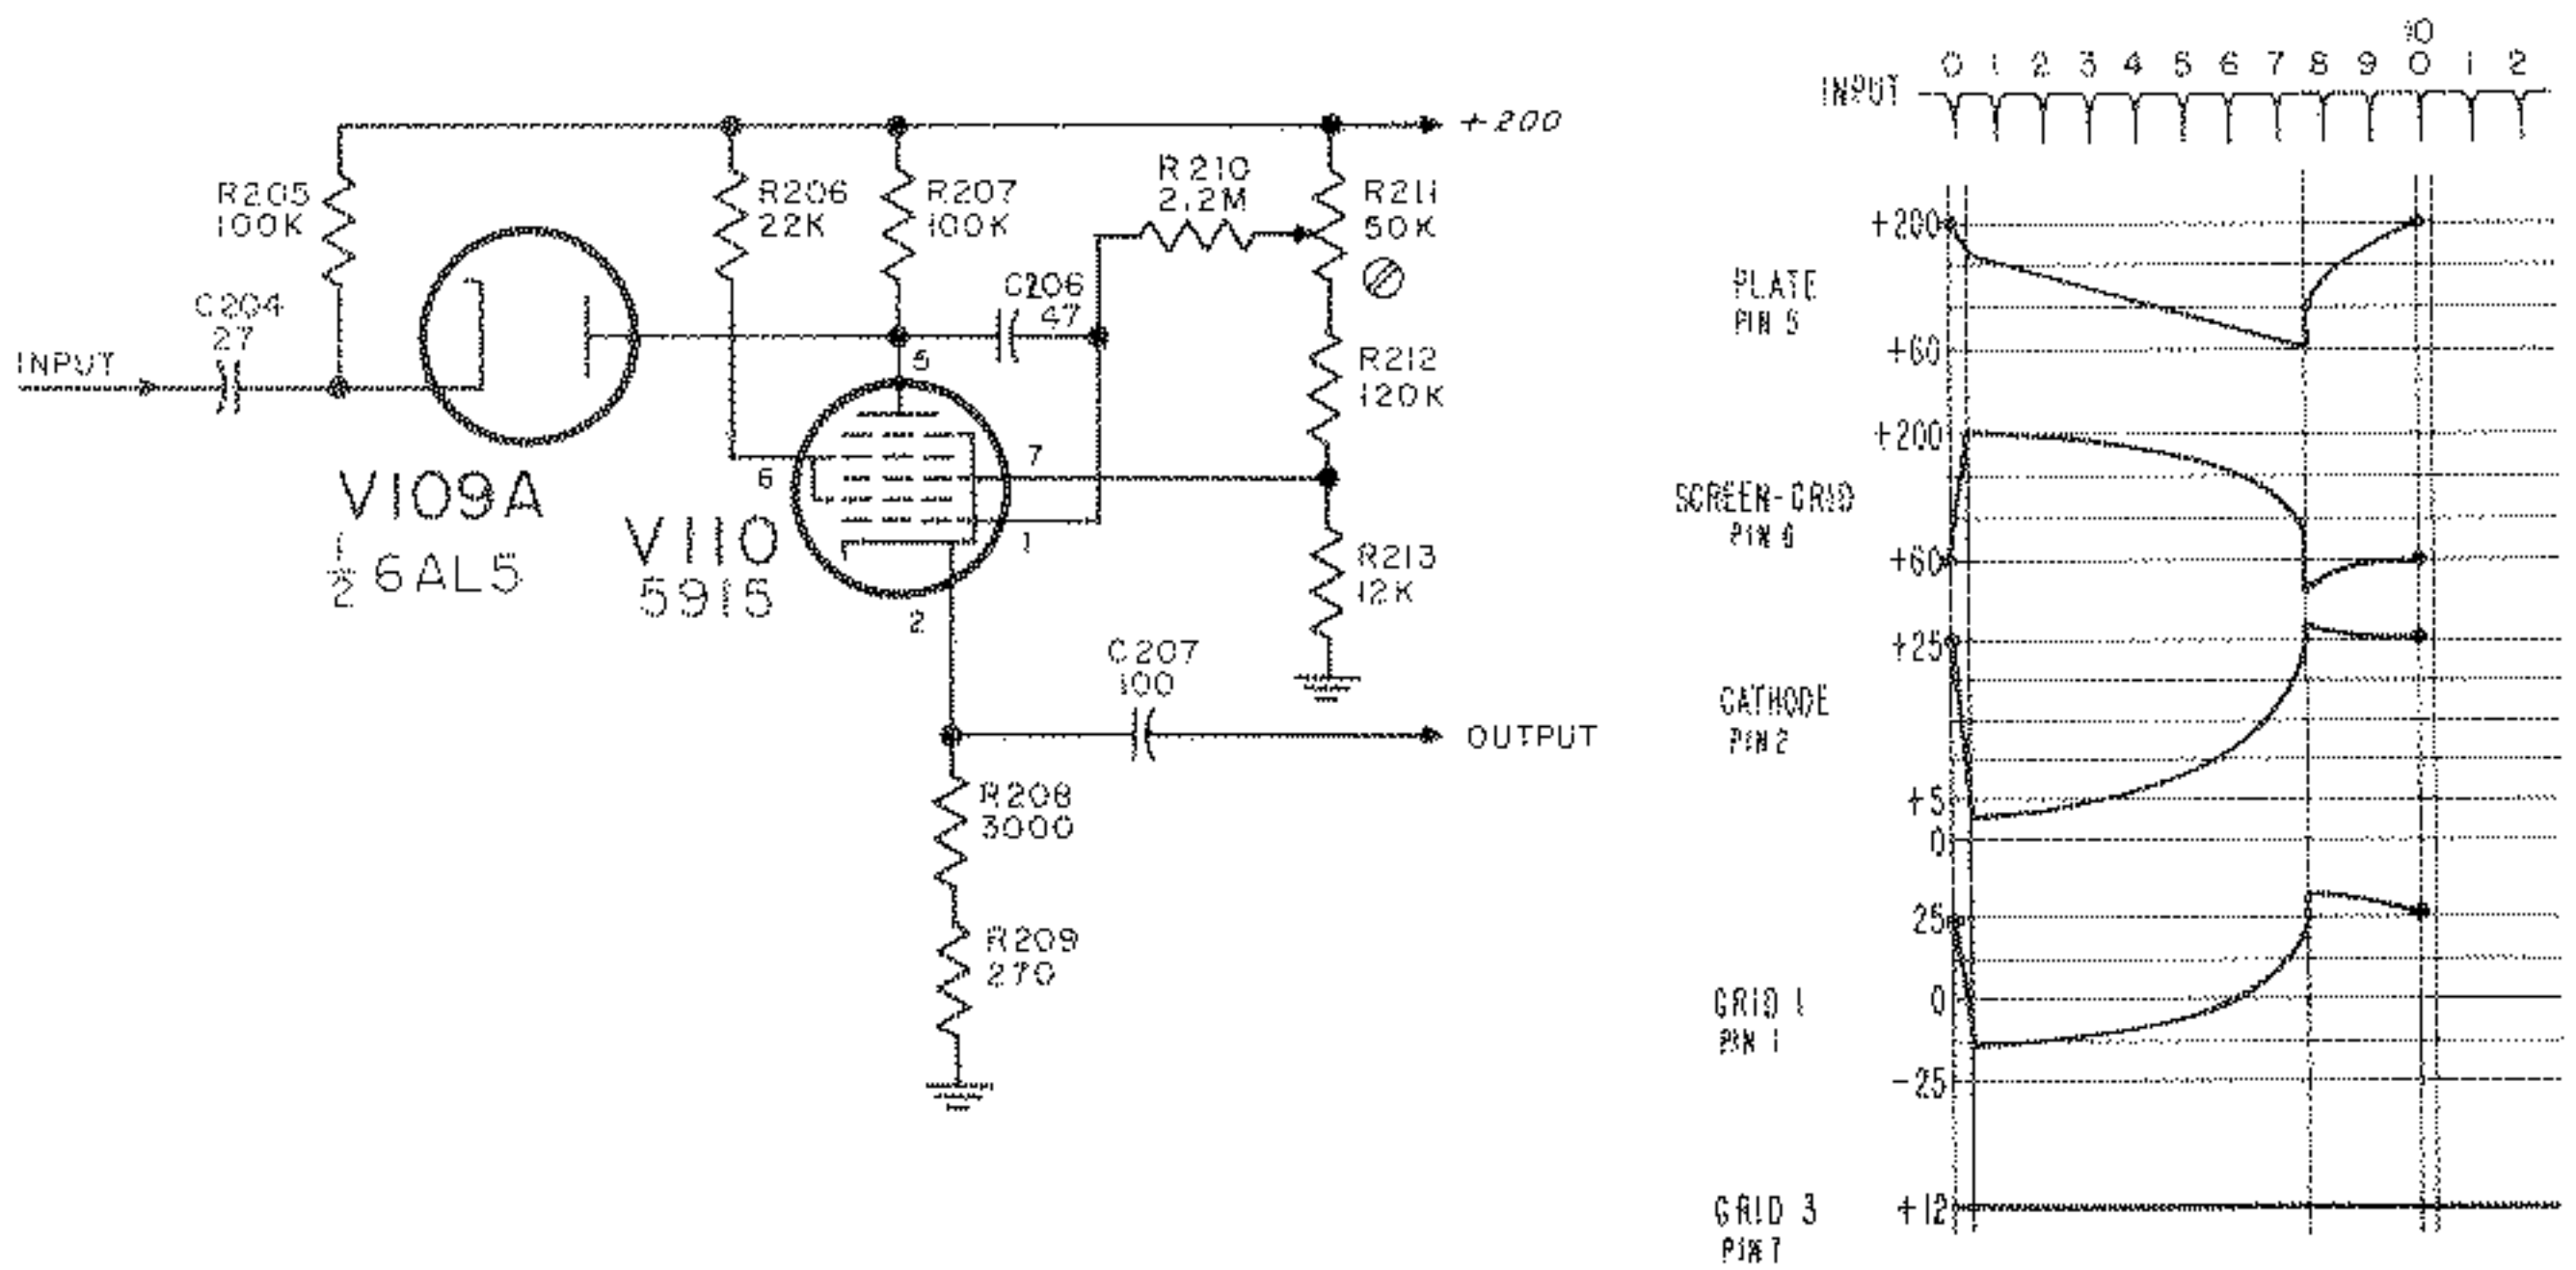 +200
R205
100K
R206
22K
R207
100K
R210
2.2M
R211
50K
C204
27
INPUT
C206
47
5
R212
120K
6
7
1
2
V109A
1/2 6AL5
V110
5915
R213
12K
C207
100
OUTPUT
R208
3000
R209
270
10
INPUT 0 1 2 3 4 5 6 7 8 9 0 1 2
+200
PLATE
PIN 5
+60
+200
SCREEN-GRID
PIN 6
+60
+25
CATHODE
PIN 2
+5
0
25
GRID 1
PIN 1
0
-25
GRID 3
PIN 7
+12